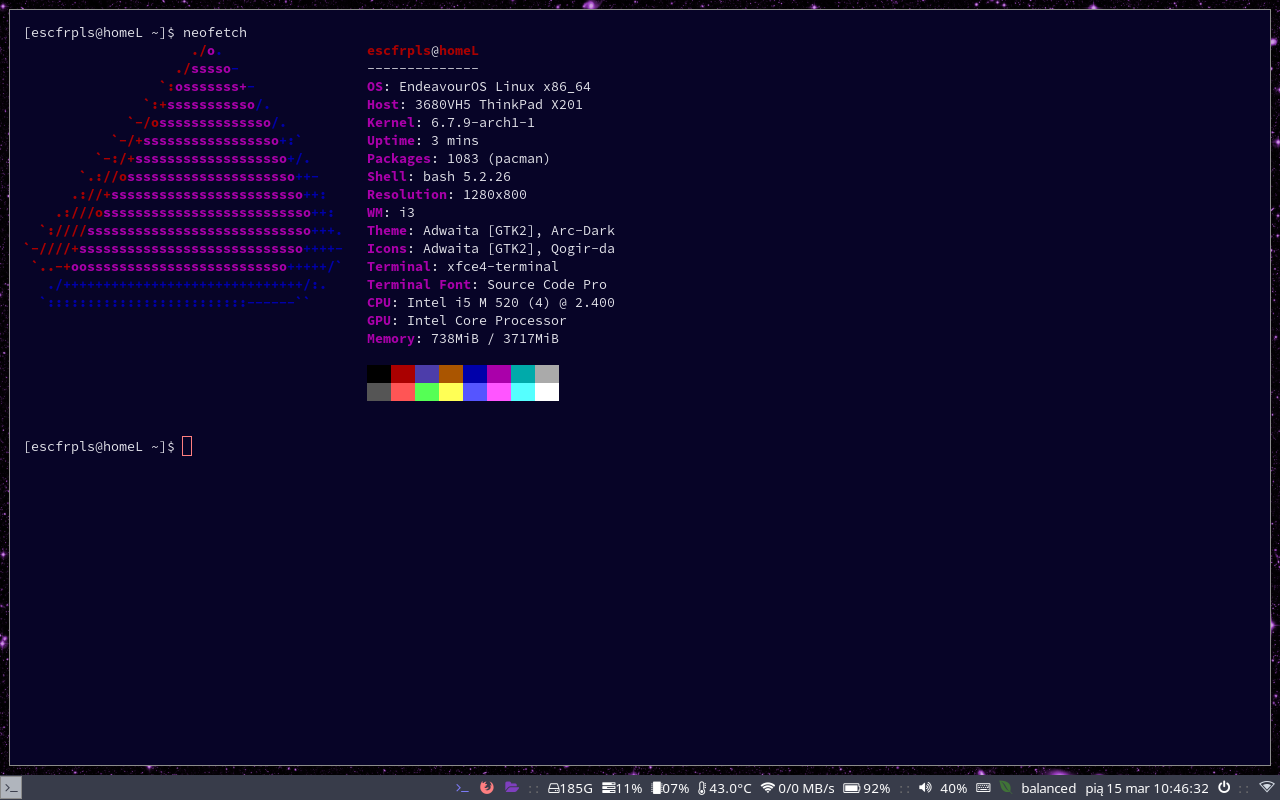 [escfrpls@homeL ~]$ neofetch
./o. escfrpls@homeL
./sssso- --------------
`:osssssss+- OS: EndeavourOS Linux x86_64
`:+sssssssssso/. Host: 3680VH5 ThinkPad X201
`-/ossssssssssssso/. Kernel: 6.7.9-arch1-1
`-/+sssssssssssssssso+:` Uptime: 3 mins
`-:/+sssssssssssssssssso+/. Packages: 1083 (pacman)
`.://osssssssssssssssssssso++- Shell: bash 5.2.26
.://+ssssssssssssssssssssssso++: Resolution: 1280x800
.:///ossssssssssssssssssssssssso++: WM: i3
`:////ssssssssssssssssssssssssssso+++. Theme: Adwaita [GTK2], Arc-Dark
`-////+ssssssssssssssssssssssssssso++++- Icons: Adwaita [GTK2], Qogir-da
`..-+oosssssssssssssssssssssssso+++++/` Terminal: xfce4-terminal
./++++++++++++++++++++++++++++++/:. Terminal Font: Source Code Pro
`:::::::::::::::::::::::::------`` CPU: Intel i5 M 520 (4) @ 2.400
GPU: Intel Core Processor
Memory: 738MiB / 3717MiB
[escfrpls@homeL ~]$
185G 11% 07% 43.0°C 0/0 MB/s 92% 40% balanced pią 15 mar 10:46:32